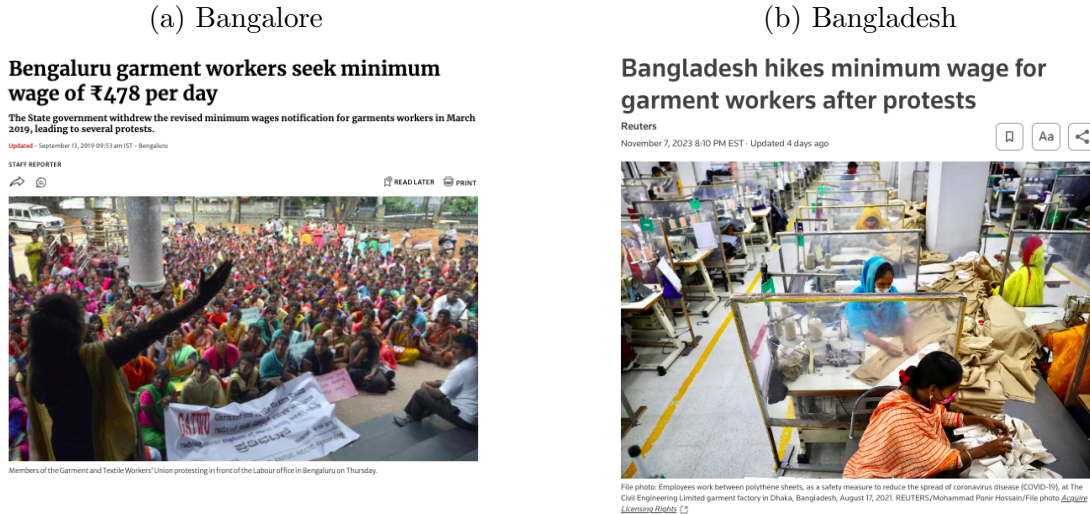 (a) Bangalore
Bengaluru garment workers seek minimum
wage of ₹478 per day
The State government withdrew the revised minimum wages notification for garments workers in March
2019, leading to several protests.
Updated - September 13, 2019 09:53 am IST - Bengaluru
STAFF REPORTER
READ LATER PRINT
GATWU Garment and Textile Workers
Members of the Garment and Textile Workers' Union protesting in front of the Labour office in Bengaluru on Thursday.
(b) Bangladesh
Bangladesh hikes minimum wage for
garment workers after protests
Reuters
November 7, 2023 8:10 PM EST · Updated 4 days ago
Aa
File photo: Employees work between polythene sheets, as a safety measure to reduce the spread of coronavirus disease (COVID-19), at The
Civil Engineering Limited garment factory in Dhaka, Bangladesh, August 17, 2021. REUTERS/Mohammad Ponir Hossain/File photo Acquire
Licensing Rights